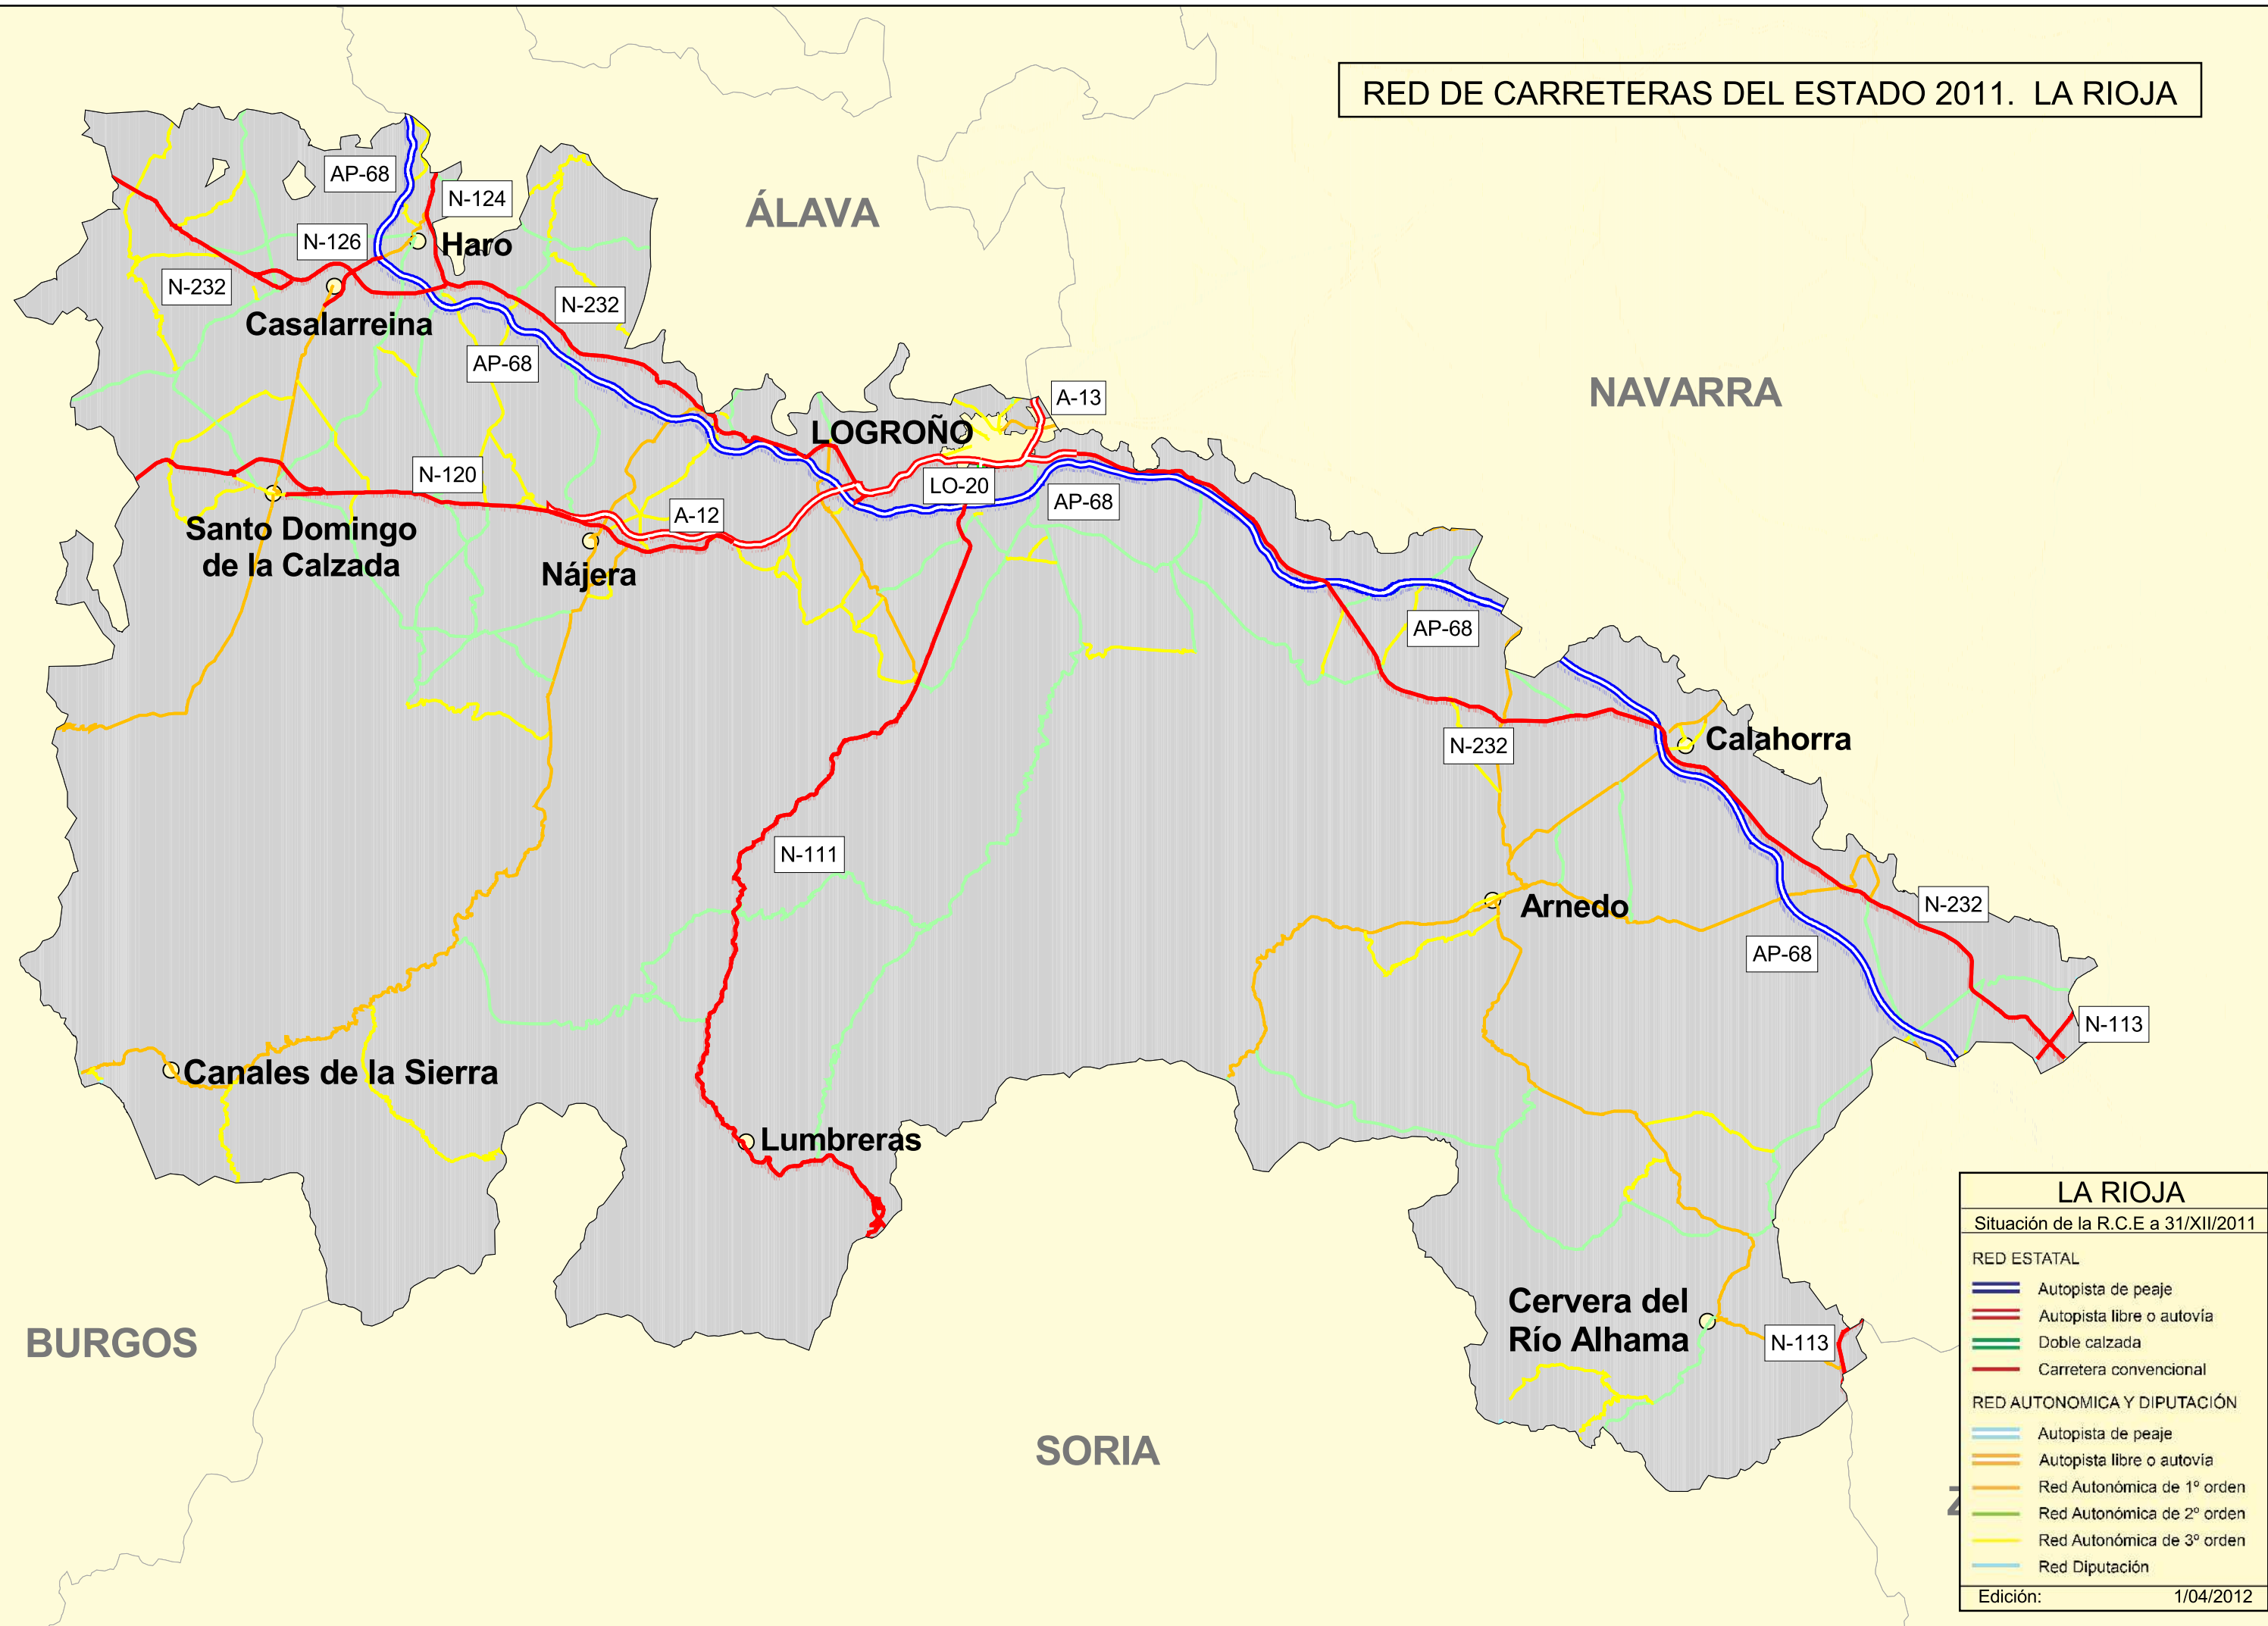 RED DE CARRETERAS DEL ESTADO 2011. LA RIOJA
AP-68
N-124
ÁLAVA
N-126
Haro
N-232
N-232
Casalarreina
AP-68
A-13
NAVARRA
LOGROÑO
N-120
LO-20
AP-68
A-12
Santo Domingo
de la Calzada
Nájera
AP-68
N-232
Calahorra
N-111
Arnedo
N-232
AP-68
N-113
Canales de la Sierra
Lumbreras
Cervera del
Río Alhama
N-113
BURGOS
SORIA
Z
LA RIOJA
Situación de la R.C.E a 31/XII/2011
RED ESTATAL
Autopista de peaje
Autopista libre o autovía
Doble calzada
Carretera convencional
RED AUTONOMICA Y DIPUTACIÓN
Autopista de peaje
Autopista libre o autovía
Red Autonómica de 1º orden
Red Autonómica de 2º orden
Red Autonómica de 3º orden
Red Diputación
Edición: 1/04/2012